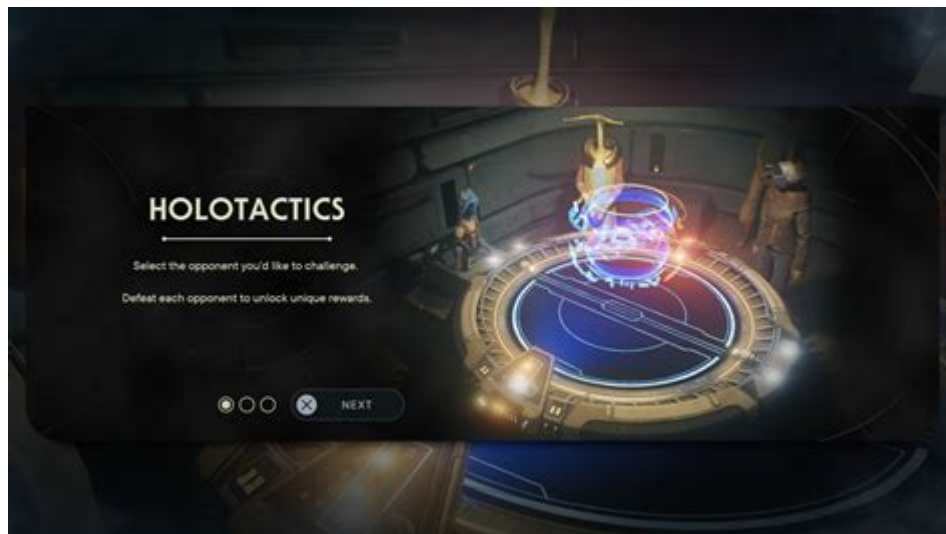 HOLOTACTICS
Select the opponent you'd like to challenge.
Defeat each opponent to unlock unique rewards.
NEXT